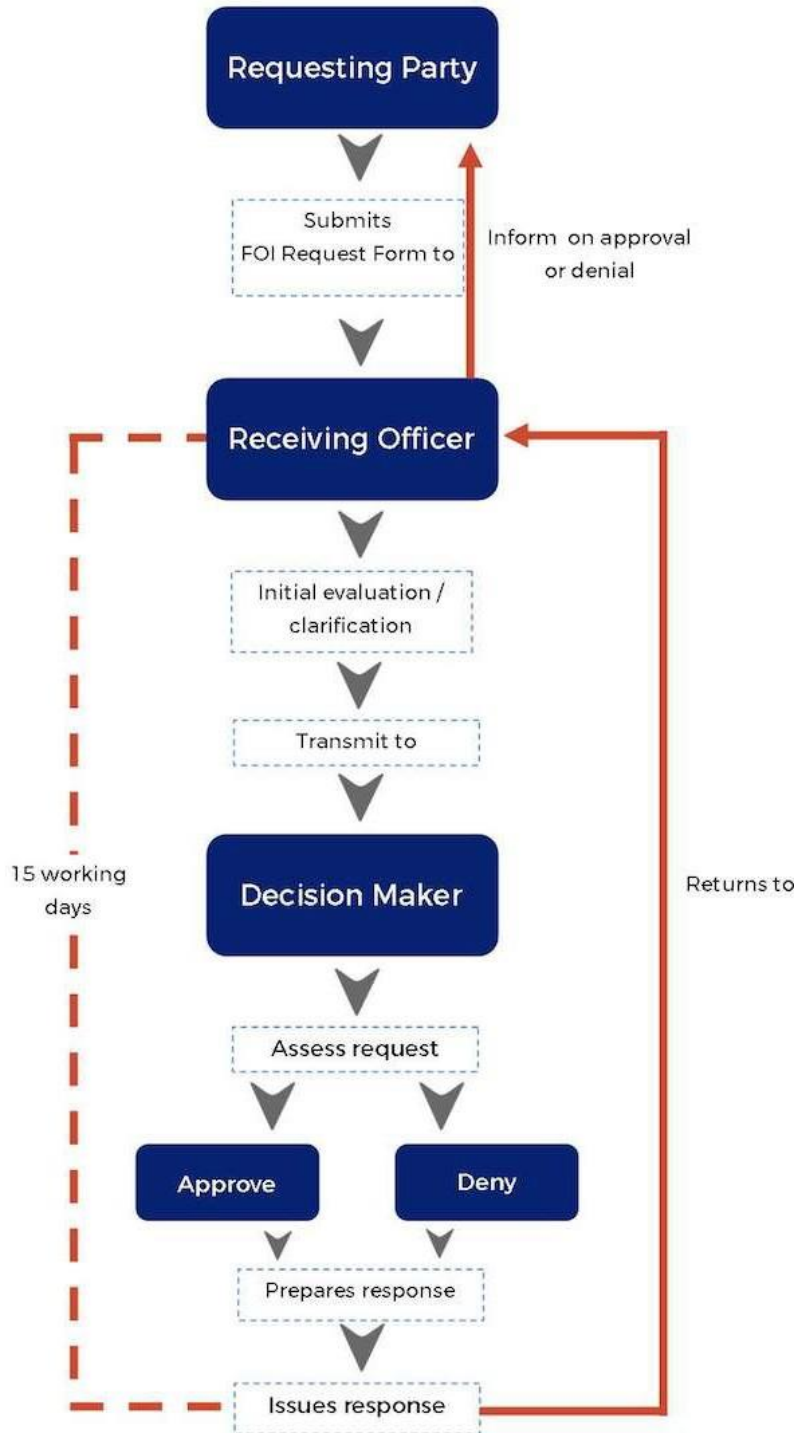 Requesting Party
Submits
FOI Request Form to
Inform on approval
or denial
Receiving Officer
Initial evaluation /
clarification
Transmit to
15 working
days
Decision Maker
Returns to
Assess request
Approve
Deny
Prepares response
Issues response